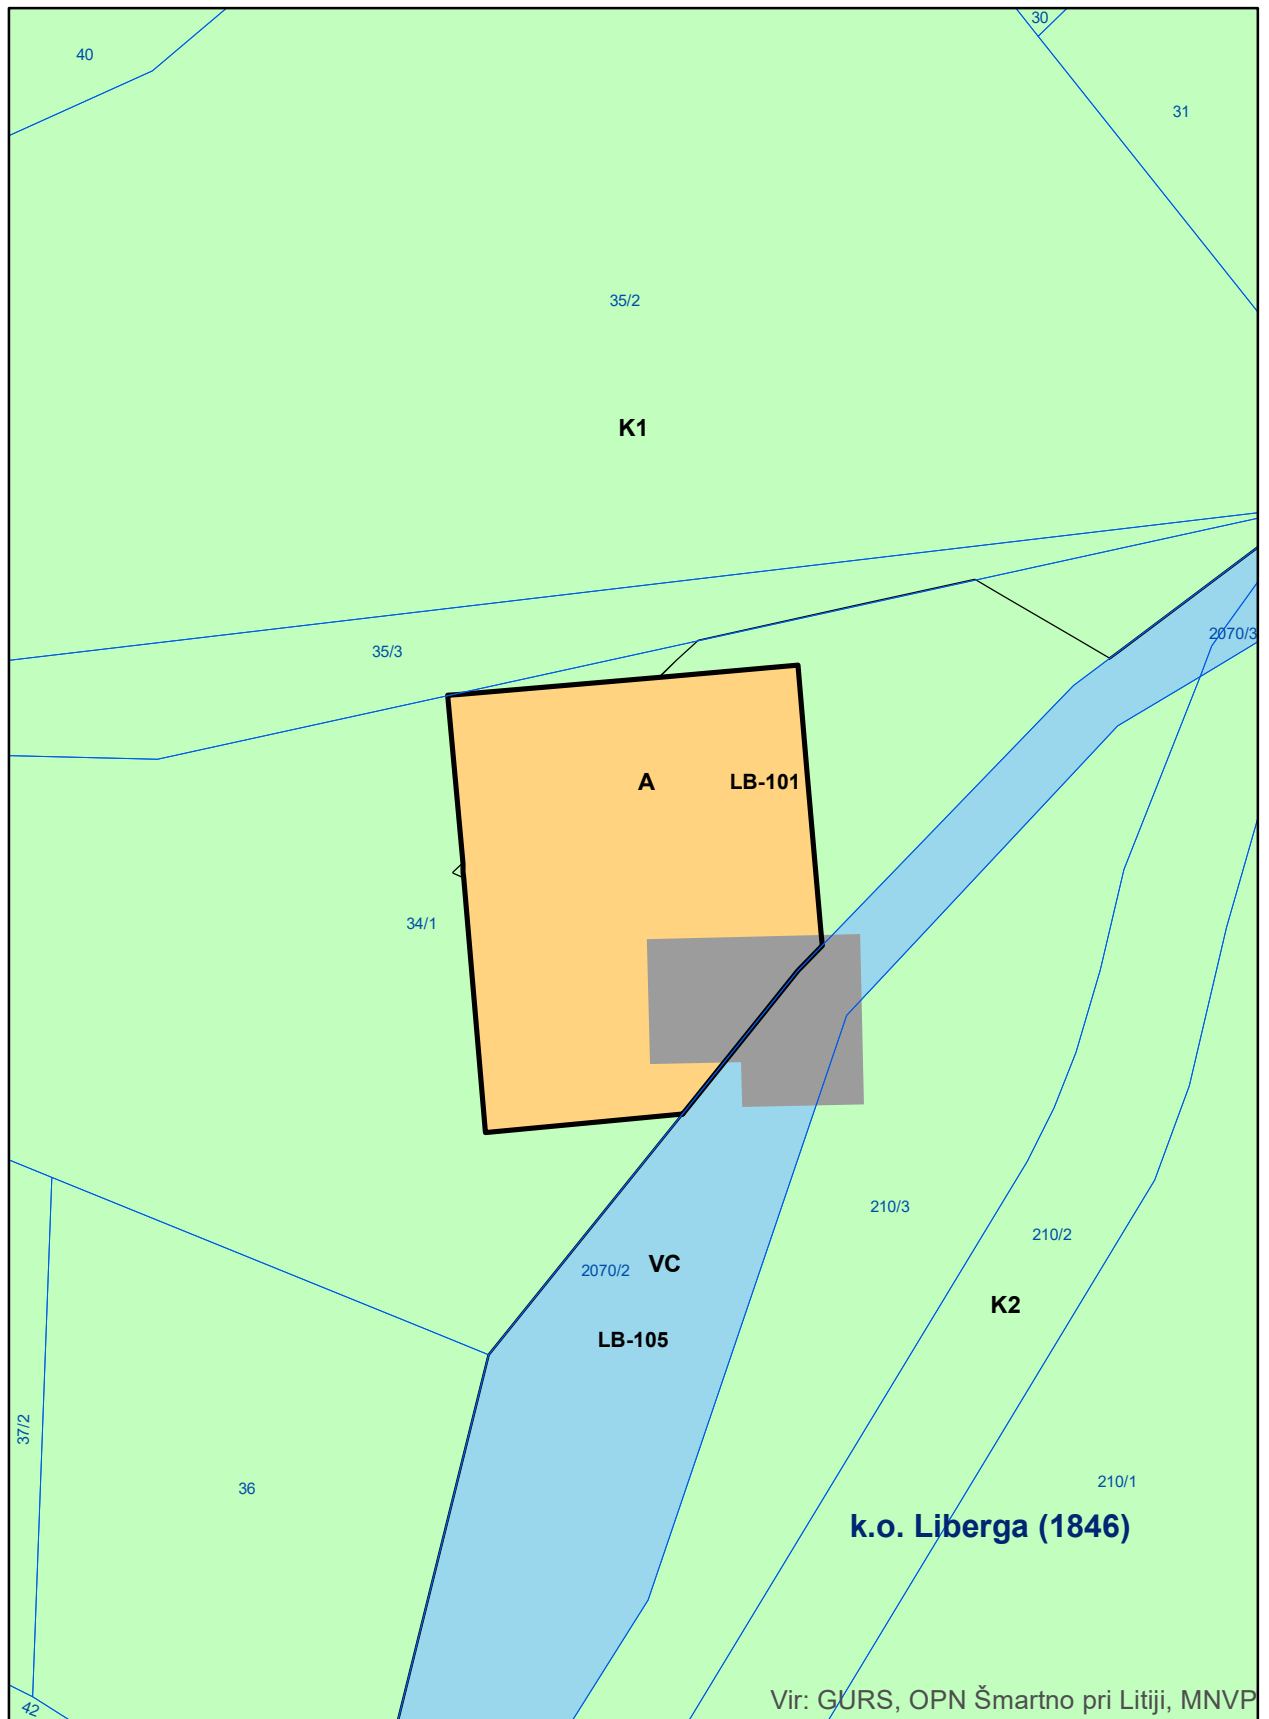 30
40
31
35/2
K1
2070/3
35/3
A
LB-101
34/1
210/3
210/2
VC
2070/2
K2
LB-105
37/2
210/1
36
k.o. Liberga (1846)
Vir: GURS, OPN Šmartno pri Litiji, MNVP
42